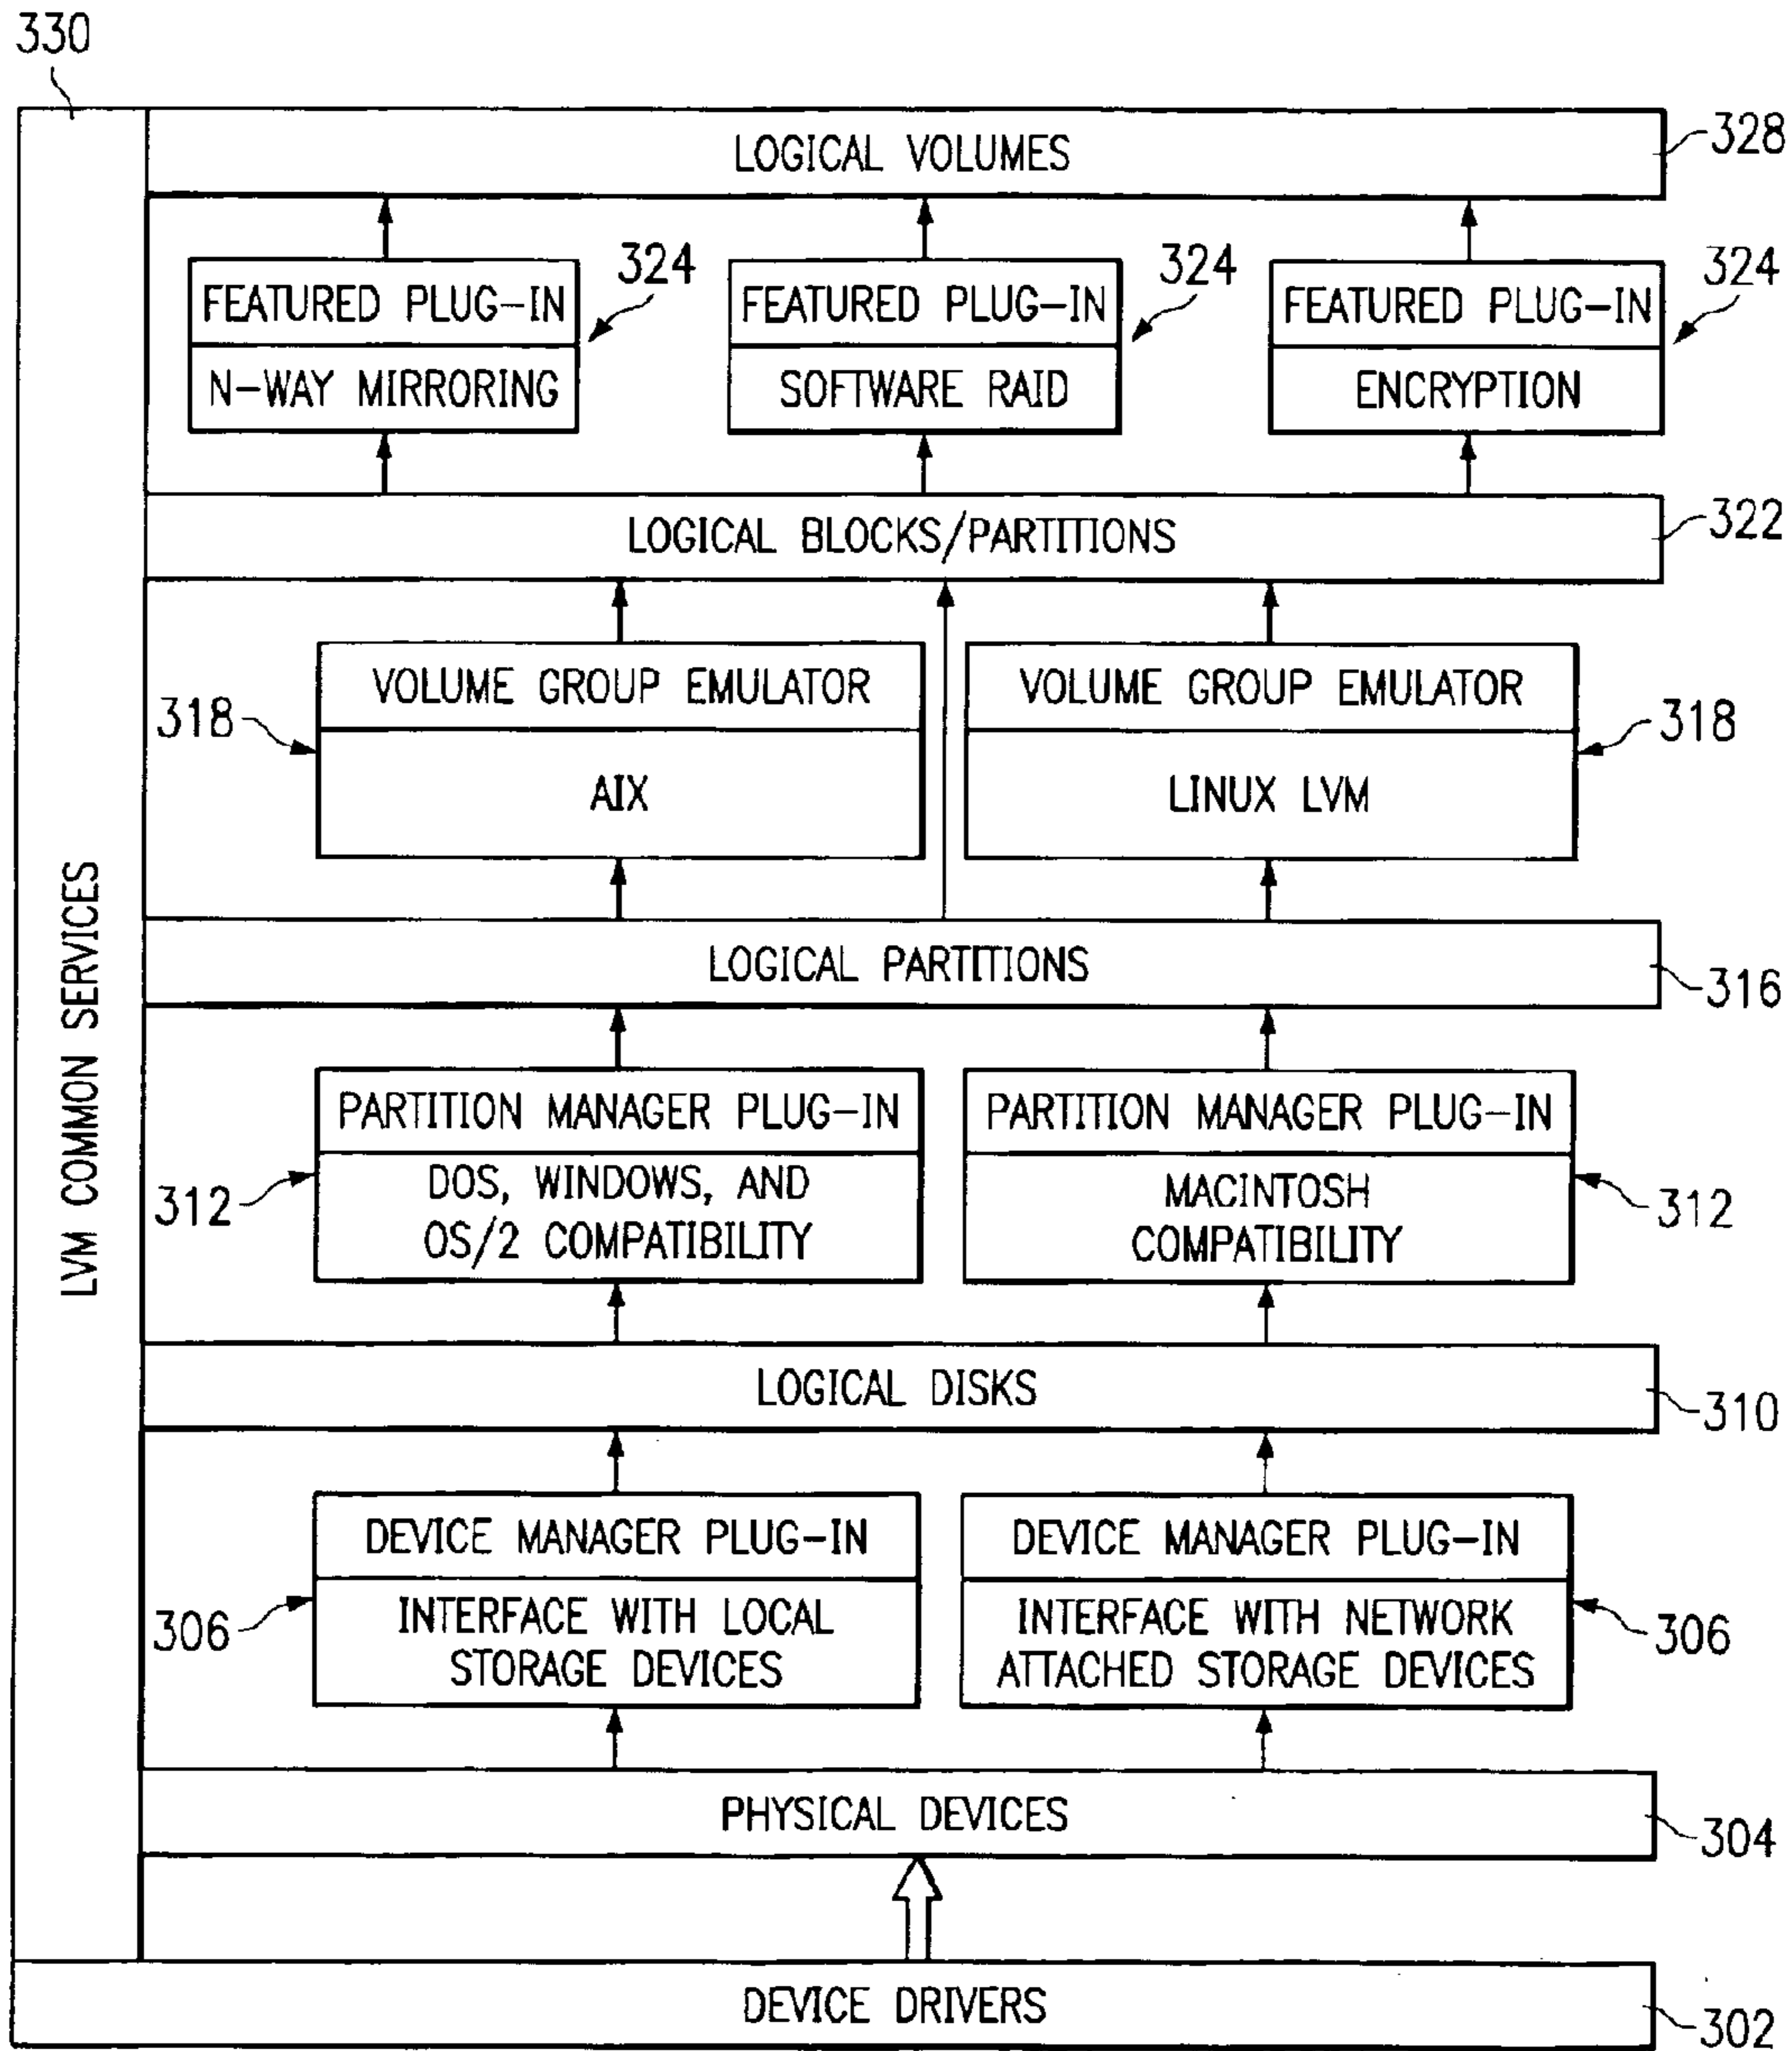 330
LOGICAL VOLUMES
328
FEATURED PLUG-IN
N-WAY MIRRORING
324
FEATURED PLUG-IN
SOFTWARE RAID
324
FEATURED PLUG-IN
ENCRYPTION
324
LOGICAL BLOCKS/PARTITIONS
322
VOLUME GROUP EMULATOR
AIX
318
VOLUME GROUP EMULATOR
LINUX LVM
318
LVM COMMON SERVICES
LOGICAL PARTITIONS
316
PARTITION MANAGER PLUG-IN
DOS, WINDOWS, AND
OS/2 COMPATIBILITY
312
PARTITION MANAGER PLUG-IN
MACINTOSH
COMPATIBILITY
312
LOGICAL DISKS
310
DEVICE MANAGER PLUG-IN
INTERFACE WITH LOCAL
STORAGE DEVICES
306
DEVICE MANAGER PLUG-IN
INTERFACE WITH NETWORK
ATTACHED STORAGE DEVICES
306
PHYSICAL DEVICES
304
DEVICE DRIVERS
302